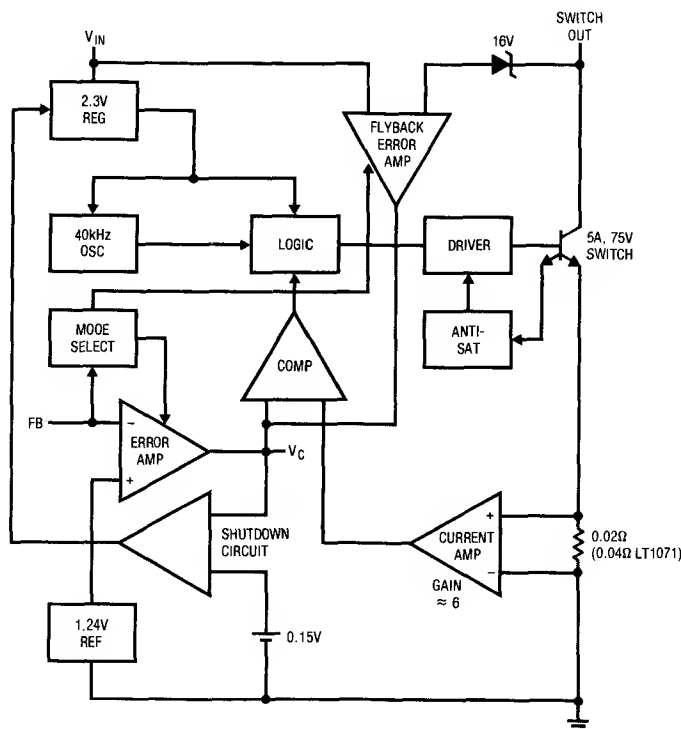 SWITCH
OUT
VIN
16V
2.3V
REG
FLYBACK
ERROR
AMP
40kHz
OSC
LOGIC
DRIVER
5A, 75V
SWITCH
MODE
SELECT
ANTI-
SAT
COMP
FB
−
ERROR
AMP
+
VC
SHUTDOWN
CIRCUIT
+
CURRENT
AMP
−
GAIN
≈ 6
0.02Ω
(0.04Ω LT1071)
1.24V
REF
0.15V